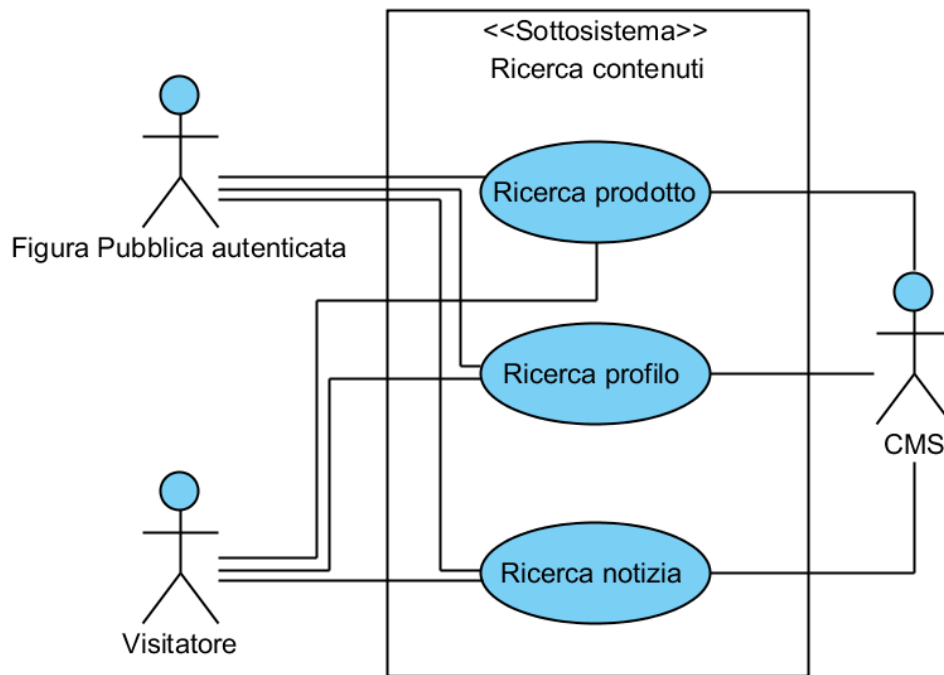 <<Sottosistema>>
Ricerca contenuti
Figura Pubblica autenticata
Ricerca prodotto
Ricerca profilo
CMS
Ricerca notizia
Visitatore